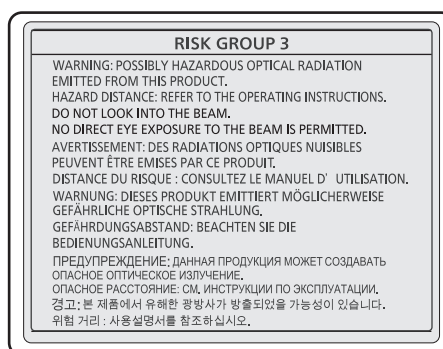 RISK GROUP 3
WARNING: POSSIBLY HAZARDOUS OPTICAL RADIATION
EMITTED FROM THIS PRODUCT.
HAZARD DISTANCE: REFER TO THE OPERATING INSTRUCTIONS.
DO NOT LOOK INTO THE BEAM.
NO DIRECT EYE EXPOSURE TO THE BEAM IS PERMITTED.
AVERTISSEMENT: DES RADIATIONS OPTIQUES NUISIBLES
PEUVENT ÊTRE EMISES PAR CE PRODUIT.
DISTANCE DU RISQUE : CONSULTEZ LE MANUEL D' UTILISATION.
WARNUNG: DIESES PRODUKT EMITTIERT MÖGLICHERWEISE
GEFÄHRLICHE OPTISCHE STRAHLUNG.
GEFÄHRDUNGSABSTAND: BEACHTEN SIE DIE
BEDIENUNGSANLEITUNG.
ПРЕДУПРЕЖДЕНИЕ: ДАННАЯ ПРОДУКЦИЯ МОЖЕТ СОЗДАВАТЬ
ОПАСНОЕ ОПТИЧЕСКОЕ ИЗЛУЧЕНИЕ.
ОПАСНОЕ РАССТОЯНИЕ: СМ. ИНСТРУКЦИИ ПО ЭКСПЛУАТАЦИИ.
경고: 본 제품에서 유해한 광방사가 방출되었을 가능성이 있습니다.
위험 거리 : 사용설명서를 참조하십시오.